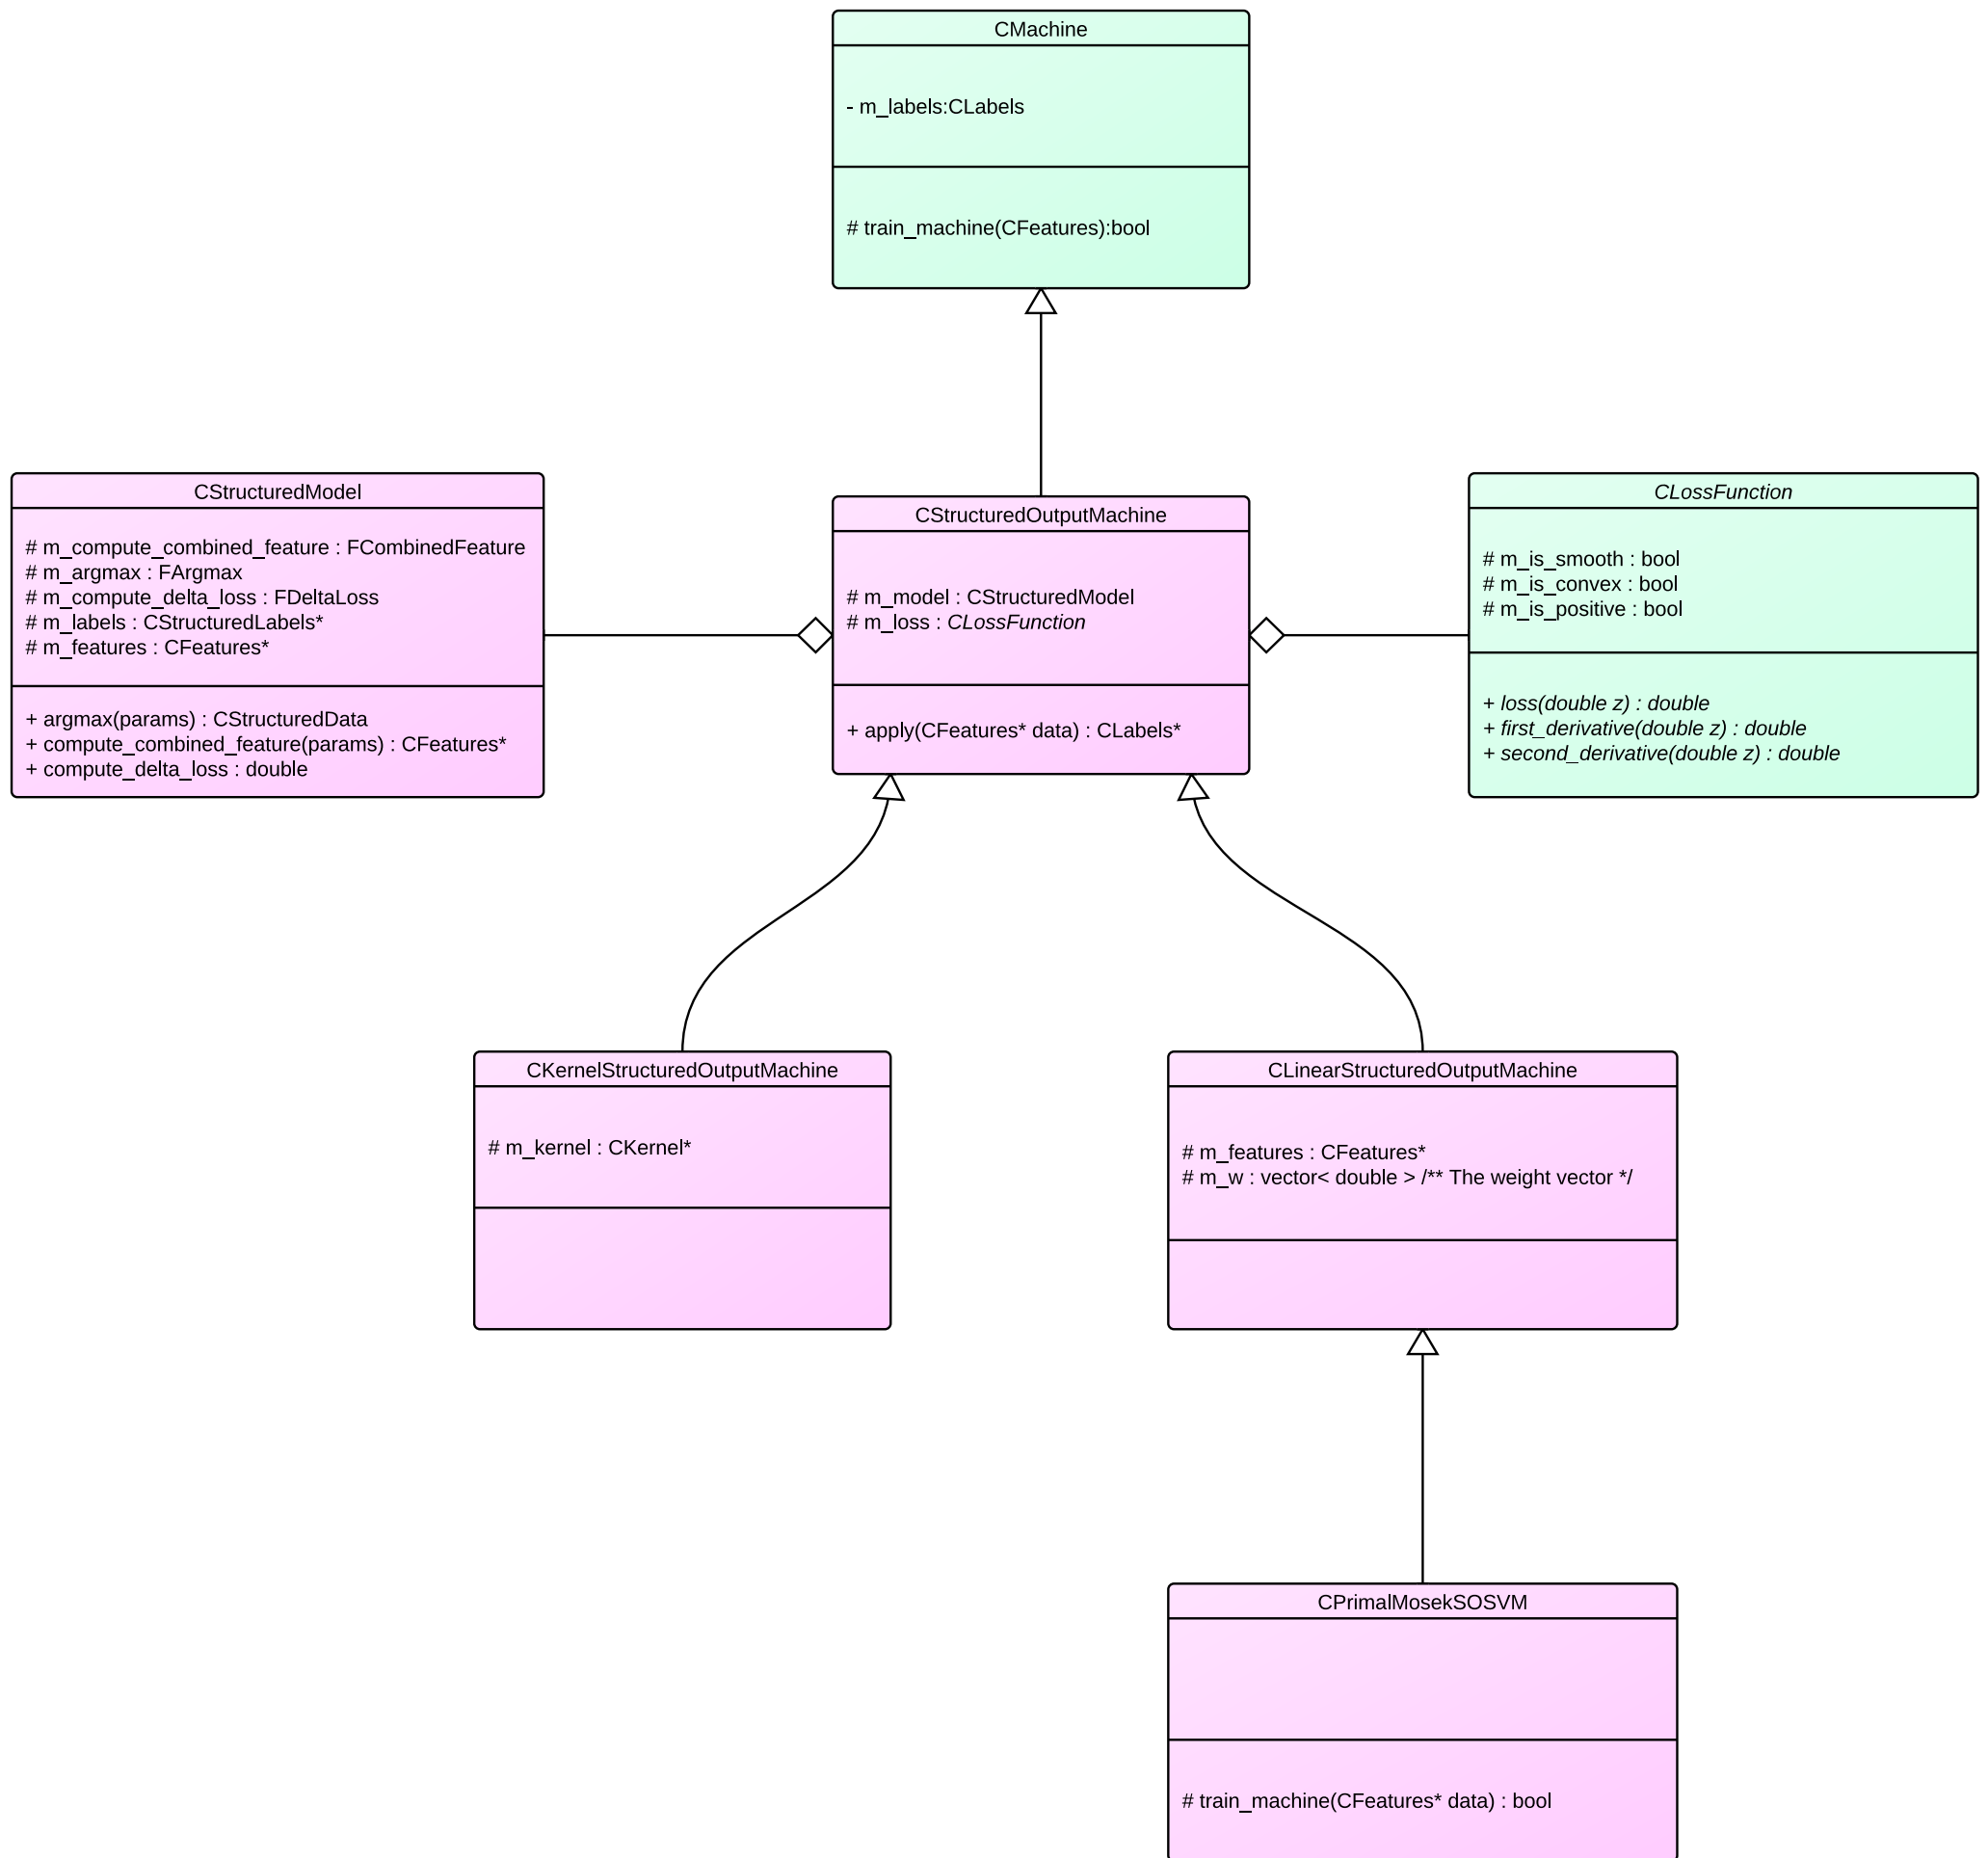 CMachine
- m_labels:CLabels
# train_machine(CFeatures):bool
CStructuredModel
# m_compute_combined_feature : FCombinedFeature
# m_argmax : FArgmax
# m_compute_delta_loss : FDeltaLoss
# m_labels : CStructuredLabels*
# m_features : CFeatures*
+ argmax(params) : CStructuredData
+ compute_combined_feature(params) : CFeatures*
+ compute_delta_loss : double
CStructuredOutputMachine
# m_model : CStructuredModel
# m_loss : CLossFunction
+ apply(CFeatures* data) : CLabels*
CLossFunction
# m_is_smooth : bool
# m_is_convex : bool
# m_is_positive : bool
+ loss(double z) : double
+ first_derivative(double z) : double
+ second_derivative(double z) : double
CKernelStructuredOutputMachine
# m_kernel : CKernel*
CLinearStructuredOutputMachine
# m_features : CFeatures*
# m_w : vector< double > /** The weight vector */
CPrimalMosekSOSVM
# train_machine(CFeatures* data) : bool